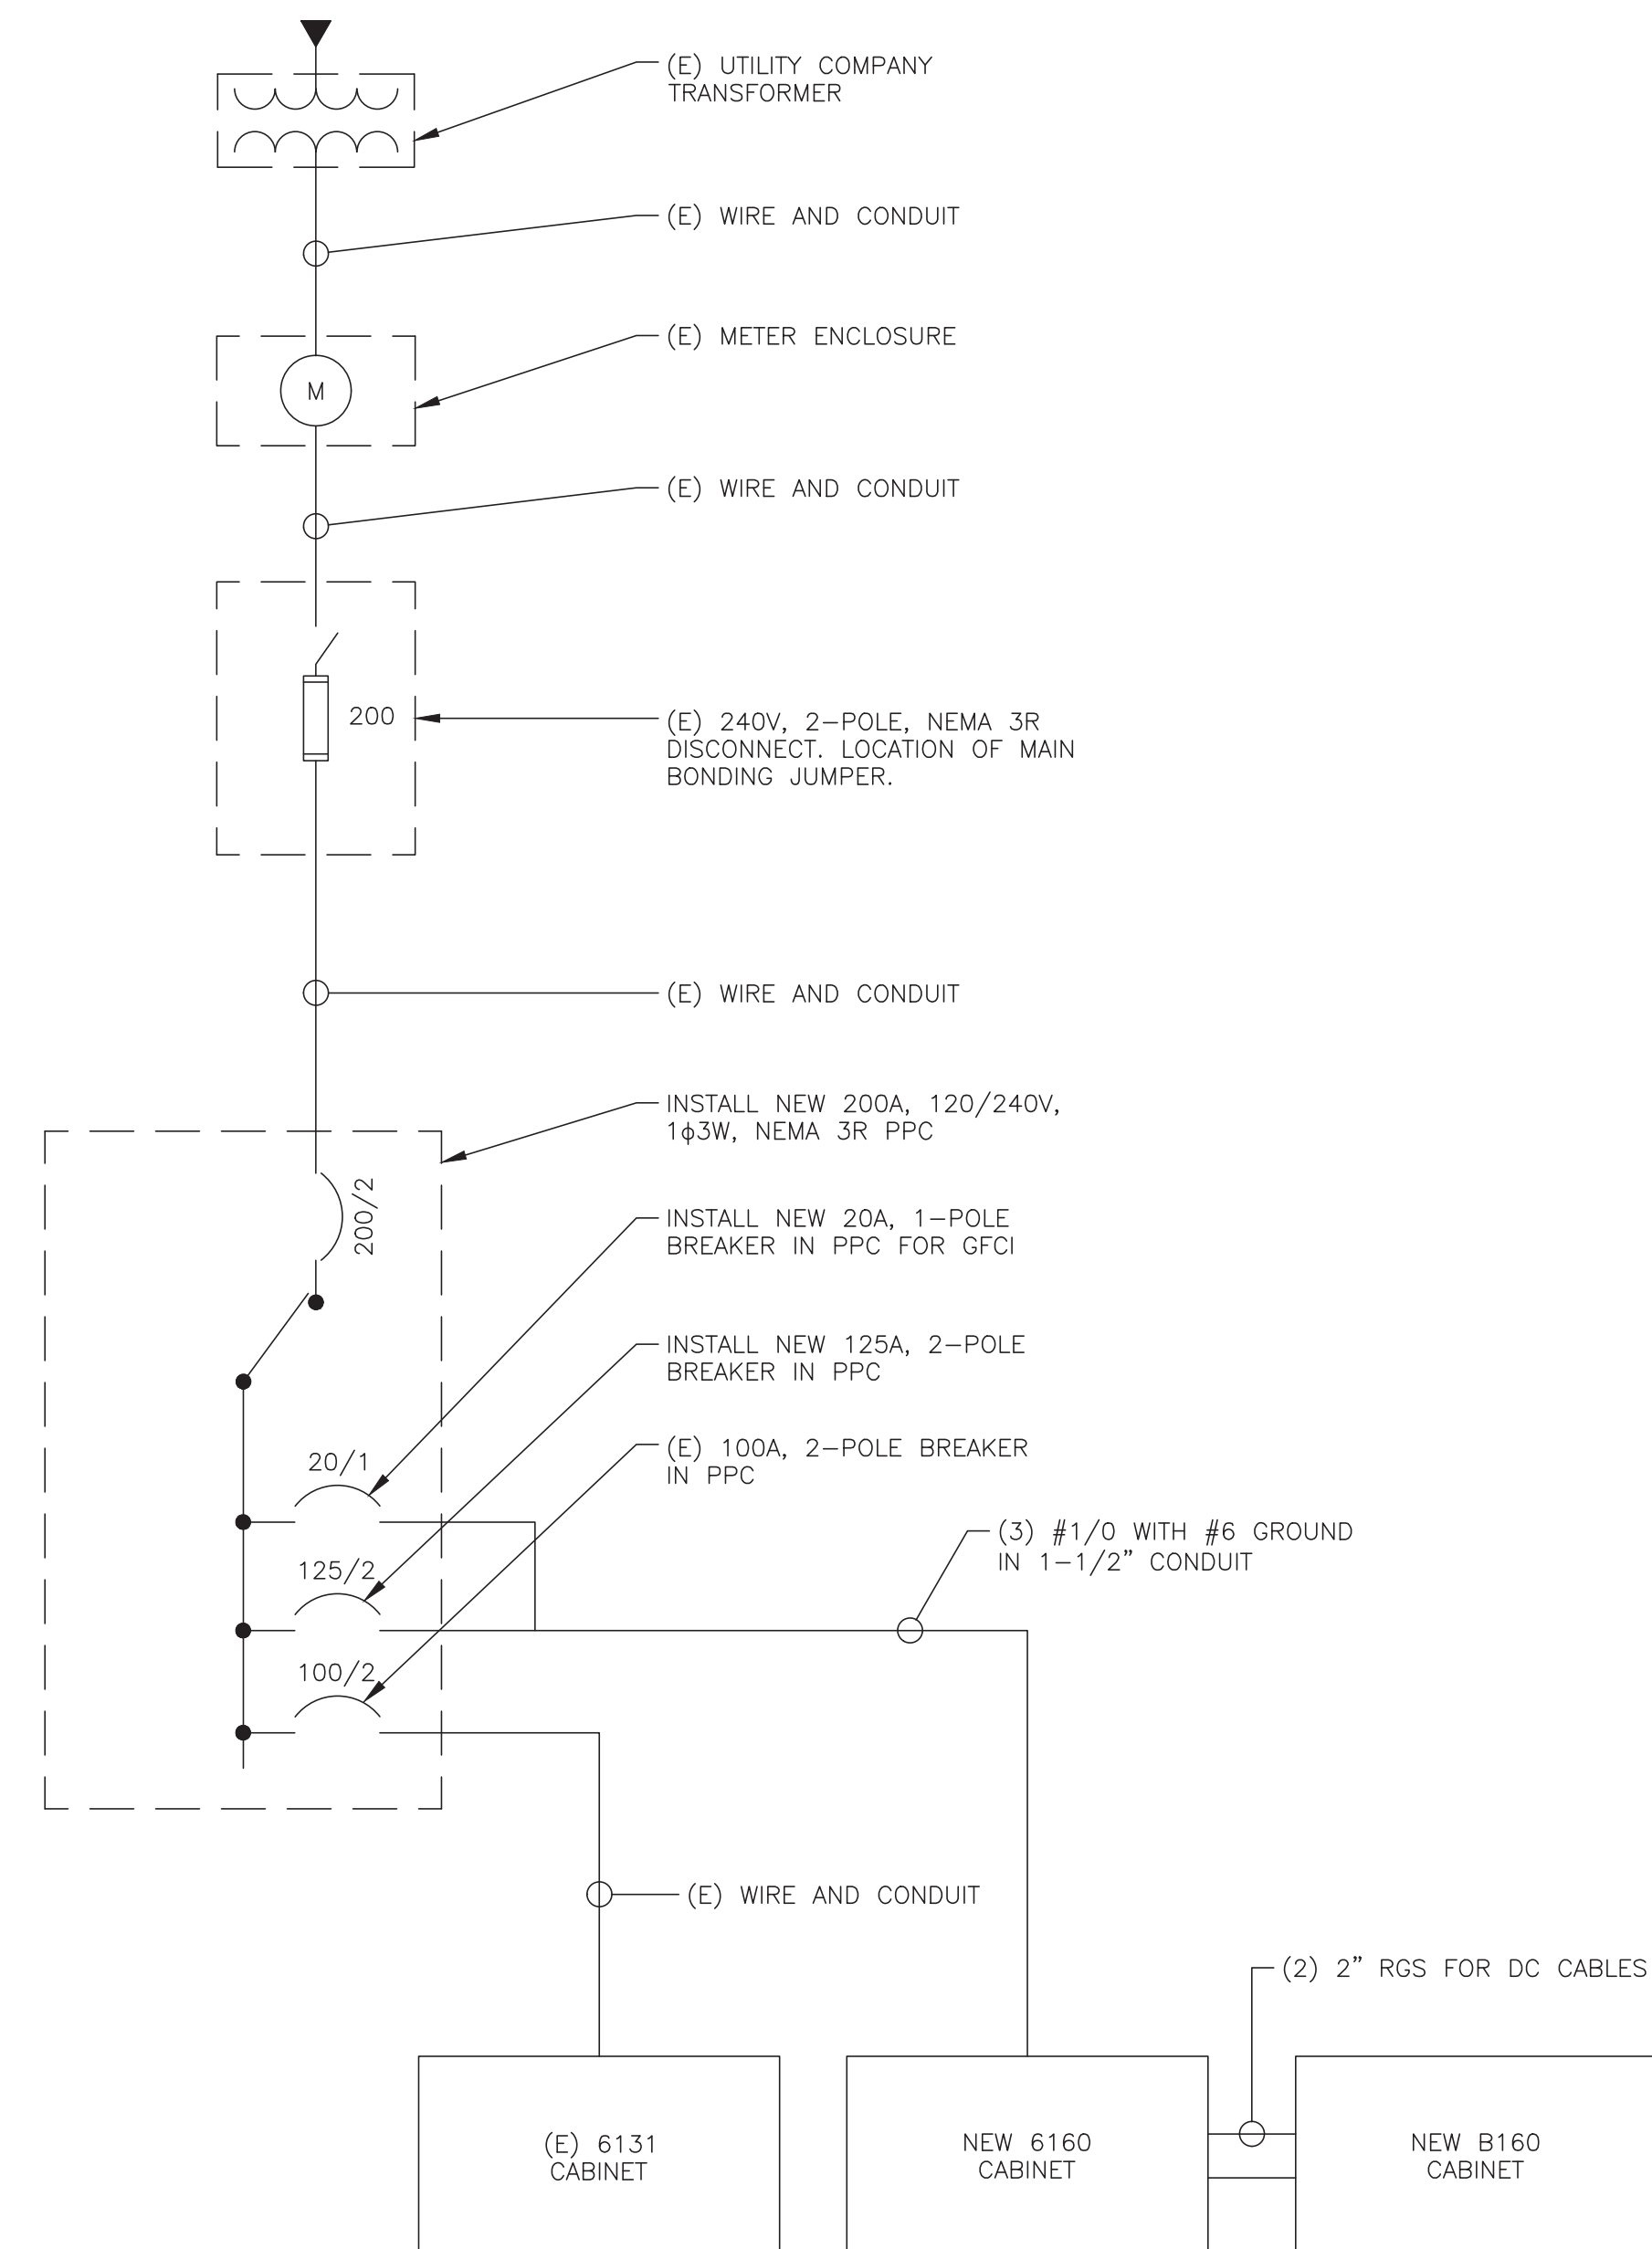 (E) UTILITY COMPANY
TRANSFORMER
(E) WIRE AND CONDUIT
(E) METER ENCLOSURE
M
(E) WIRE AND CONDUIT
200
(E) 240V, 2-POLE, NEMA 3R
DISCONNECT. LOCATION OF MAIN
BONDING JUMPER.
(E) WIRE AND CONDUIT
INSTALL NEW 200A, 120/240V,
1ϕ3W, NEMA 3R PPC
200/2
INSTALL NEW 20A, 1-POLE
BREAKER IN PPC FOR GFCI
INSTALL NEW 125A, 2-POLE
BREAKER IN PPC
(E) 100A, 2-POLE BREAKER
IN PPC
20/1
(3) #1/0 WITH #6 GROUND
IN 1-1/2” CONDUIT
125/2
100/2
(E) WIRE AND CONDUIT
(2) 2” RGS FOR DC CABLES
(E) 6131
CABINET
NEW 6160
CABINET
NEW B160
CABINET